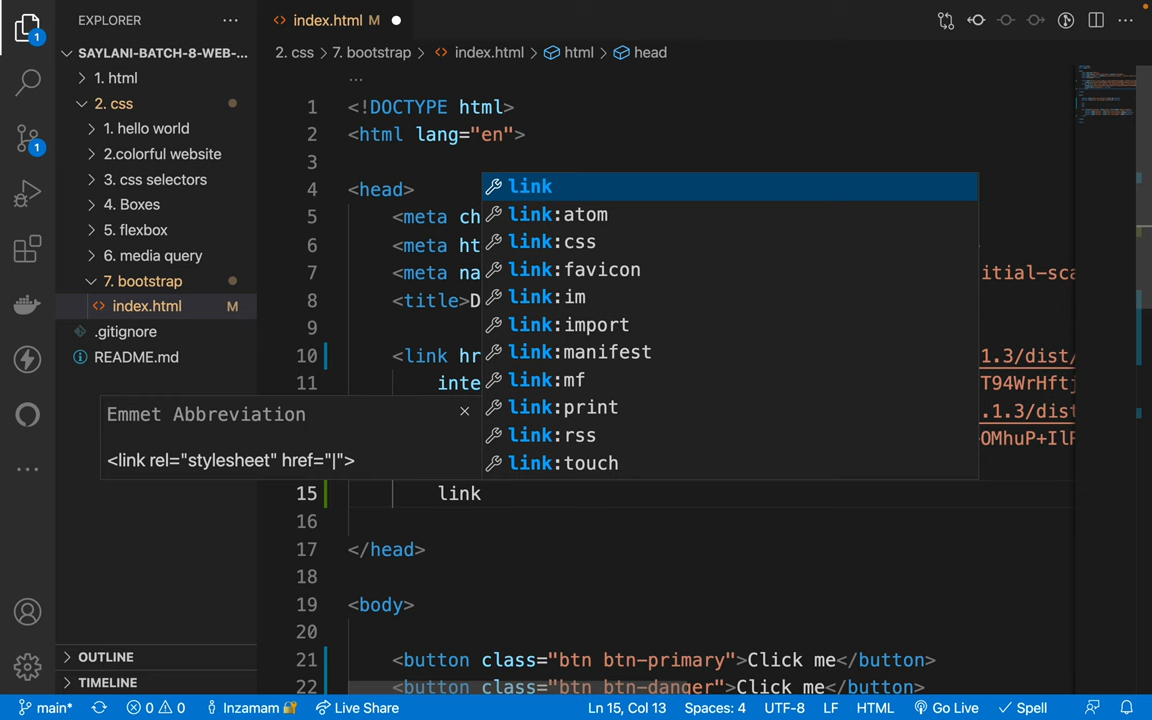 EXPLORER
index.html M
SAYLANI-BATCH-8-WEB-...
2. css > 7. bootstrap > index.html > html > head
1. html
2. css
1. hello world
2.colorful website
3. css selectors
4. Boxes
5. flexbox
6. media query
7. bootstrap
index.html M
.gitignore
README.md
OUTLINE
TIMELINE
1
1
1 <!DOCTYPE html>
2 <html lang="en">
3
4 <head>
5 <meta ch
6 <meta ht
7 <meta na itial-sca
8 <title>D
9
10 <link hr .1.3/dist/
11 inte T94WrHftj
.1.3/dist
OMhuP+IlR
15 link
16
17 </head>
18
19 <body>
20
21 <button class="btn btn-primary">Click me</button>
22 <button class="btn btn-danger">Click me</button>
link
link:atom
link:css
link:favicon
link:im
link:import
link:manifest
link:mf
link:print
link:rss
link:touch
Emmet Abbreviation
<link rel="stylesheet" href="|">
main* 0 0 Inzamam Live Share Ln 15, Col 13 Spaces: 4 UTF-8 LF HTML Go Live Spell